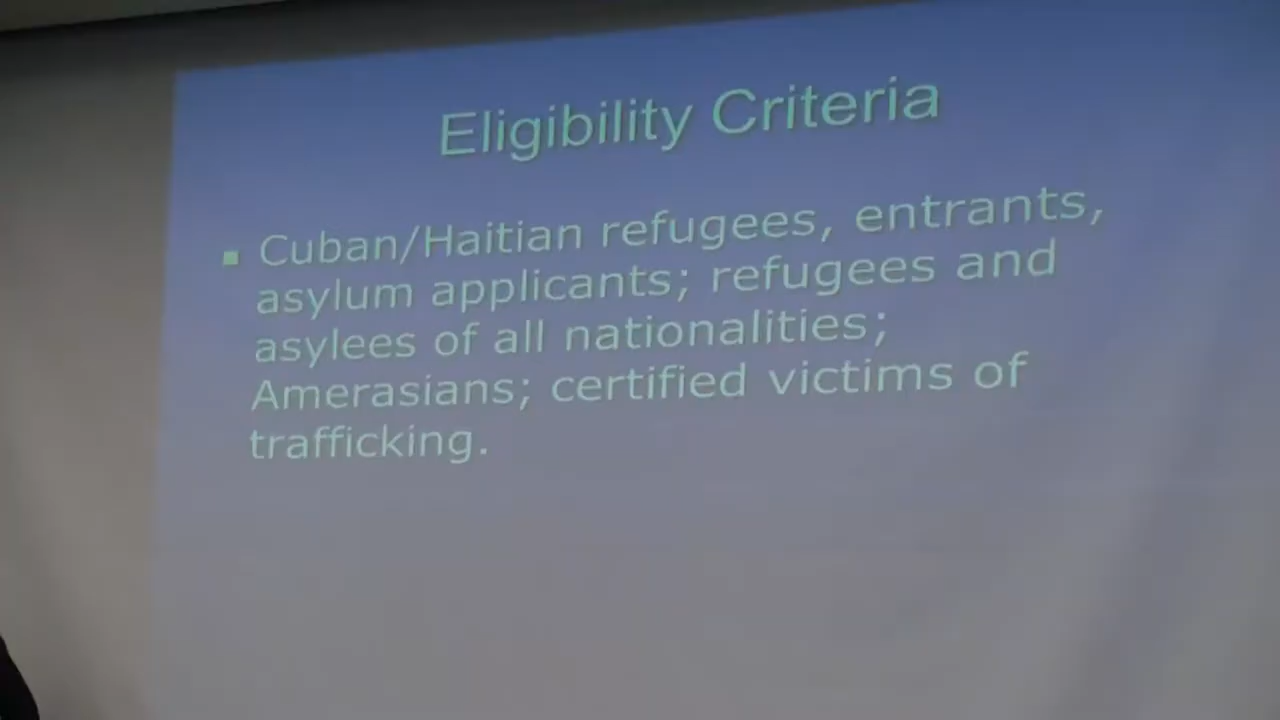 Eligibility Criteria
▪ Cuban/Haitian refugees, entrants,
asylum applicants; refugees and
asylees of all nationalities;
Amerasians; certified victims of
trafficking.